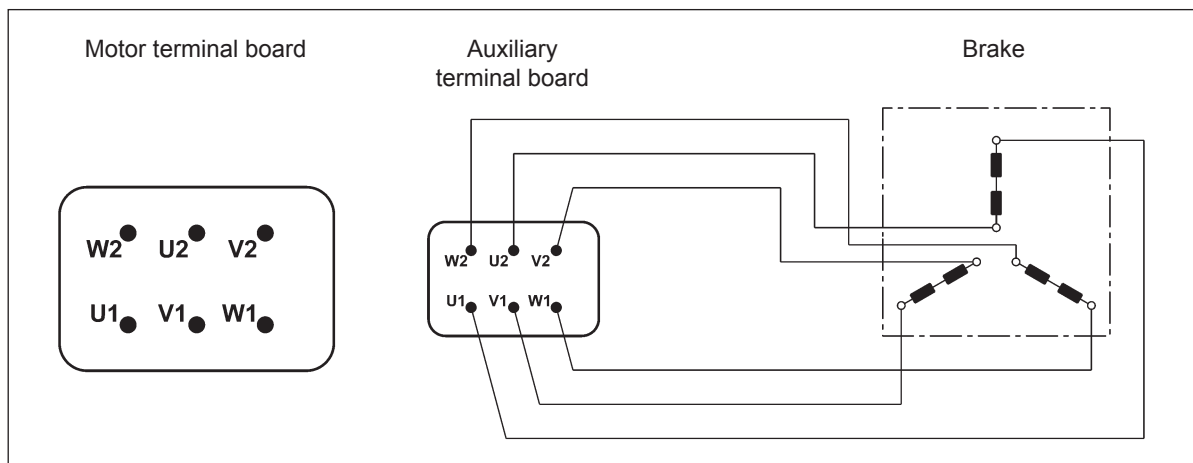 Motor terminal board
Auxiliary
terminal board
Brake
W2 U2 V2
U1 V1 W1
W2 U2 V2
U1 V1 W1